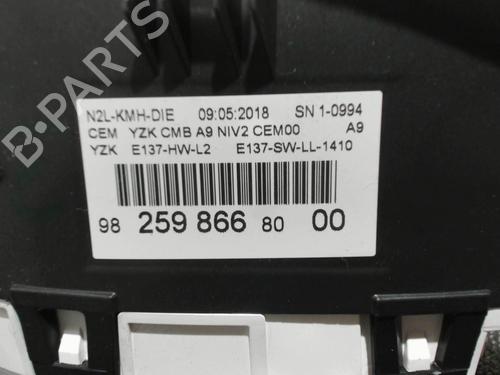 B-PARTS
N2L-KMH-DIE 09:05:2018 SN 1-0994
CEM YZK CMB A9 NIV2 CEM00 A9
YZK E137-HW-L2 E137-SW-LL-1410
98 259 866 80 00